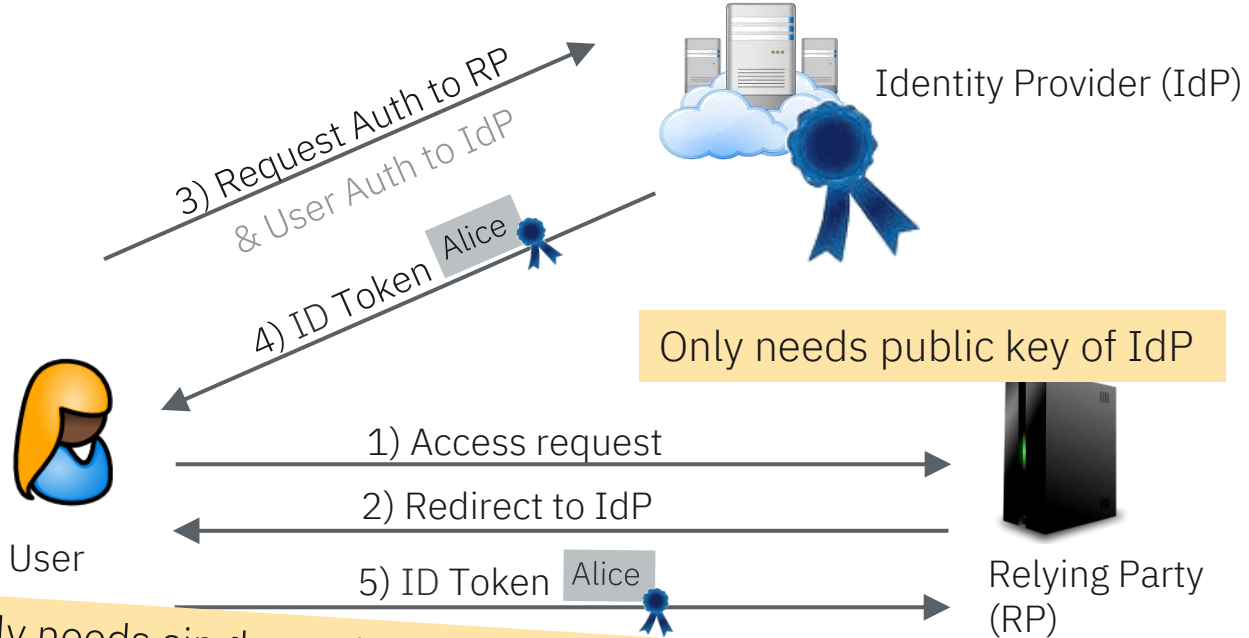 Identity Provider (IdP)
3) Request Auth to RP
& User Auth to IdP
4) ID Token Alice
Only needs public key of IdP
1) Access request
2) Redirect to IdP
User
5) ID Token Alice
Relying Party
(RP)
needs